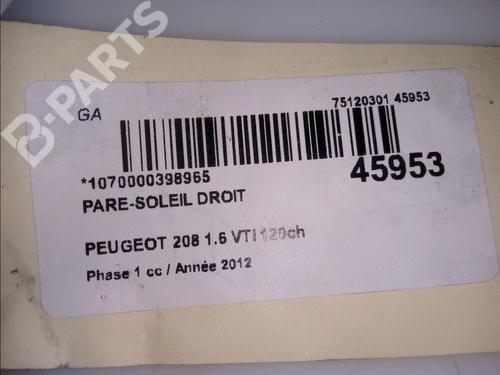 B-PARTS
GA
75120301 45953
*1070000398965
45953
PARE-SOLEIL DROIT
PEUGEOT 208 1.6 VTI 120ch
Phase 1 cc / Année 2012